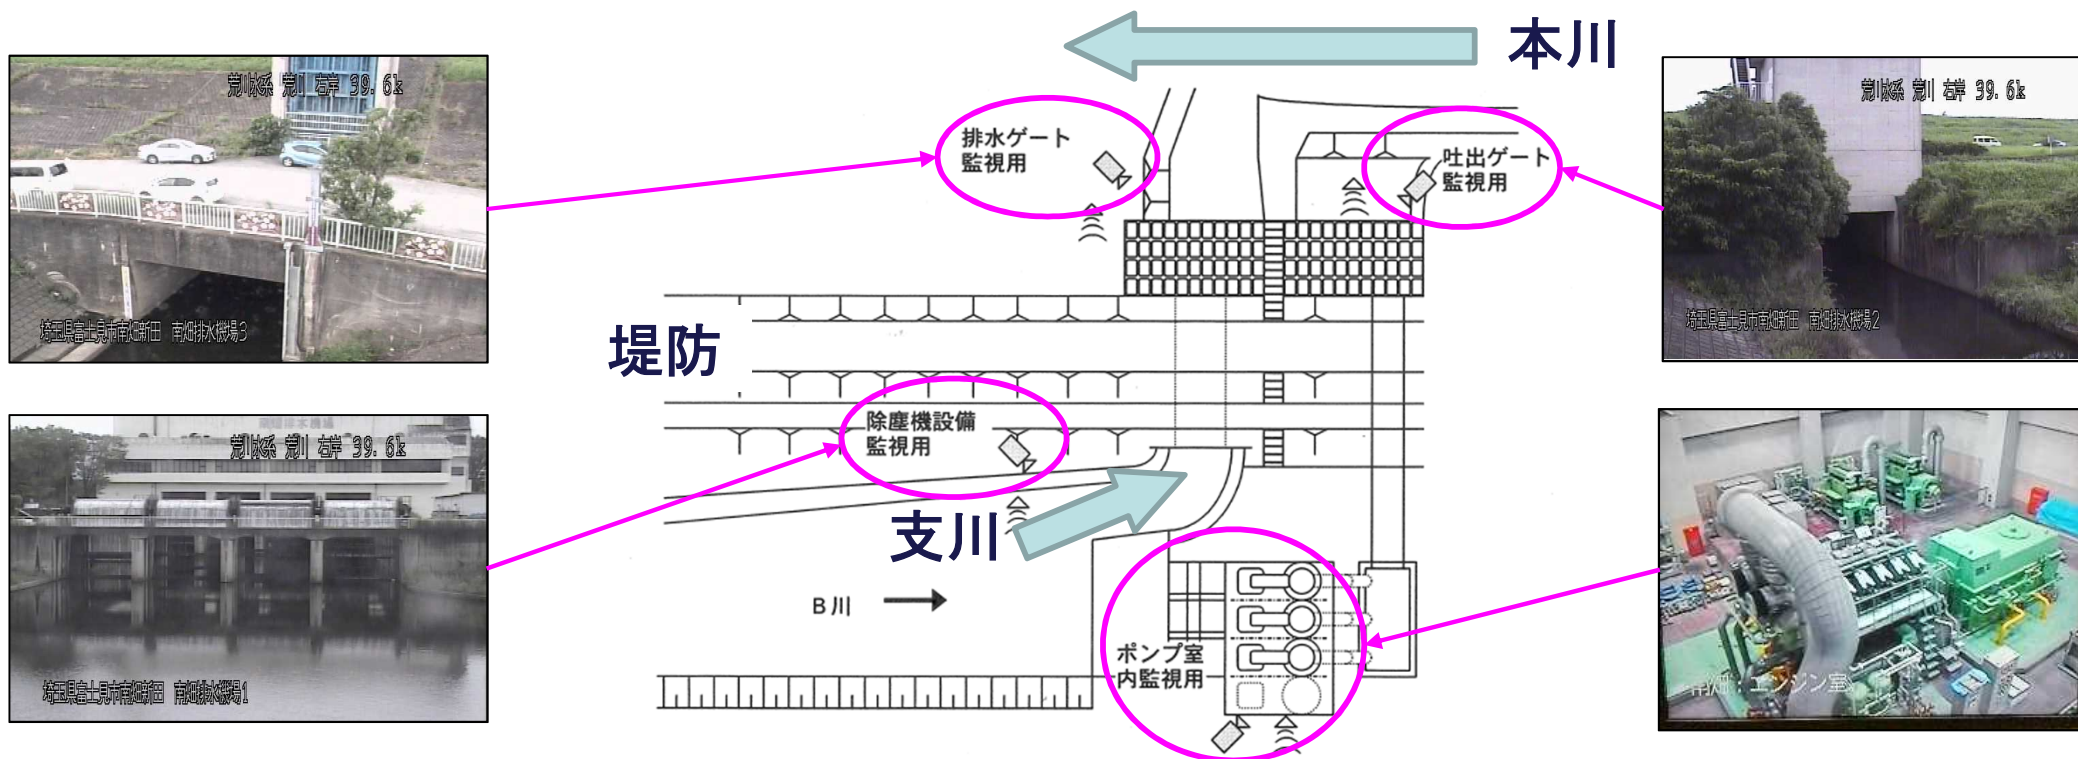 本川
荒川水系 荒川 右岸 39.6k
埼玉県富士見市南畑新田 南畑排水機場3
排水ゲート
監視用
吐出ゲート
監視用
荒川水系 荒川 右岸 39.6k
埼玉県富士見市南畑新田 南畑排水機場2
堤防
除塵機設備
監視用
荒川水系 荒川 右岸 39.6k
埼玉県富士見市南畑新田 南畑排水機場1
支川
B川
ポンプ室
内監視用
南畑：エンジン室